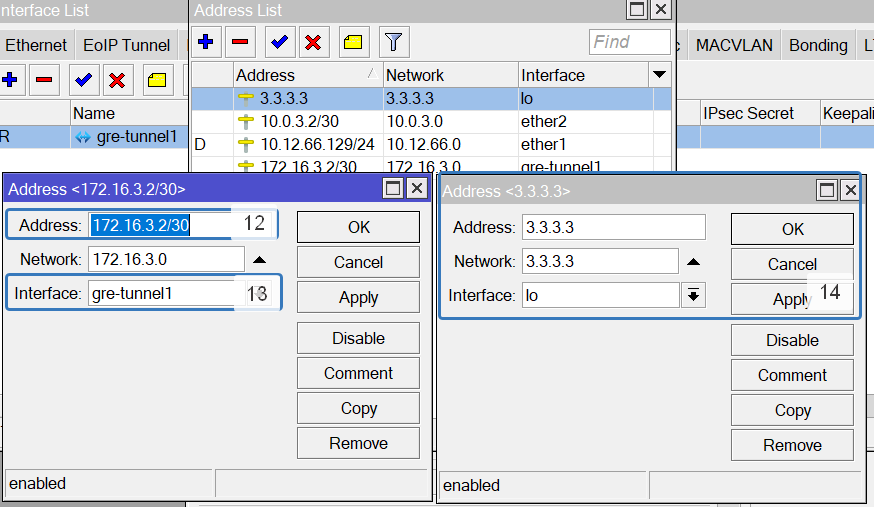 Interface List
Address List
Ethernet EoIP Tunnel
Find
MACVLAN Bonding
Address Network Interface
3.3.3.3 3.3.3.3 lo
10.0.3.2/30 10.0.3.0 ether2
D 10.12.66.129/24 10.12.66.0 ether1
172.16.3.2/30 172.16.3.0 gre-tunnel1
Name
IPsec Secret
R gre-tunnel1
Address <172.16.3.2/30>
Address: 172.16.3.2/30 12
OK
Network: 172.16.3.0
Cancel
Interface: gre-tunnel1 13
Apply
Disable
Comment
Copy
Remove
enabled
Address <3.3.3.3>
Address: 3.3.3.3
OK
Network: 3.3.3.3
Cancel
Interface: lo
Apply 14
Disable
Comment
Copy
Remove
enabled